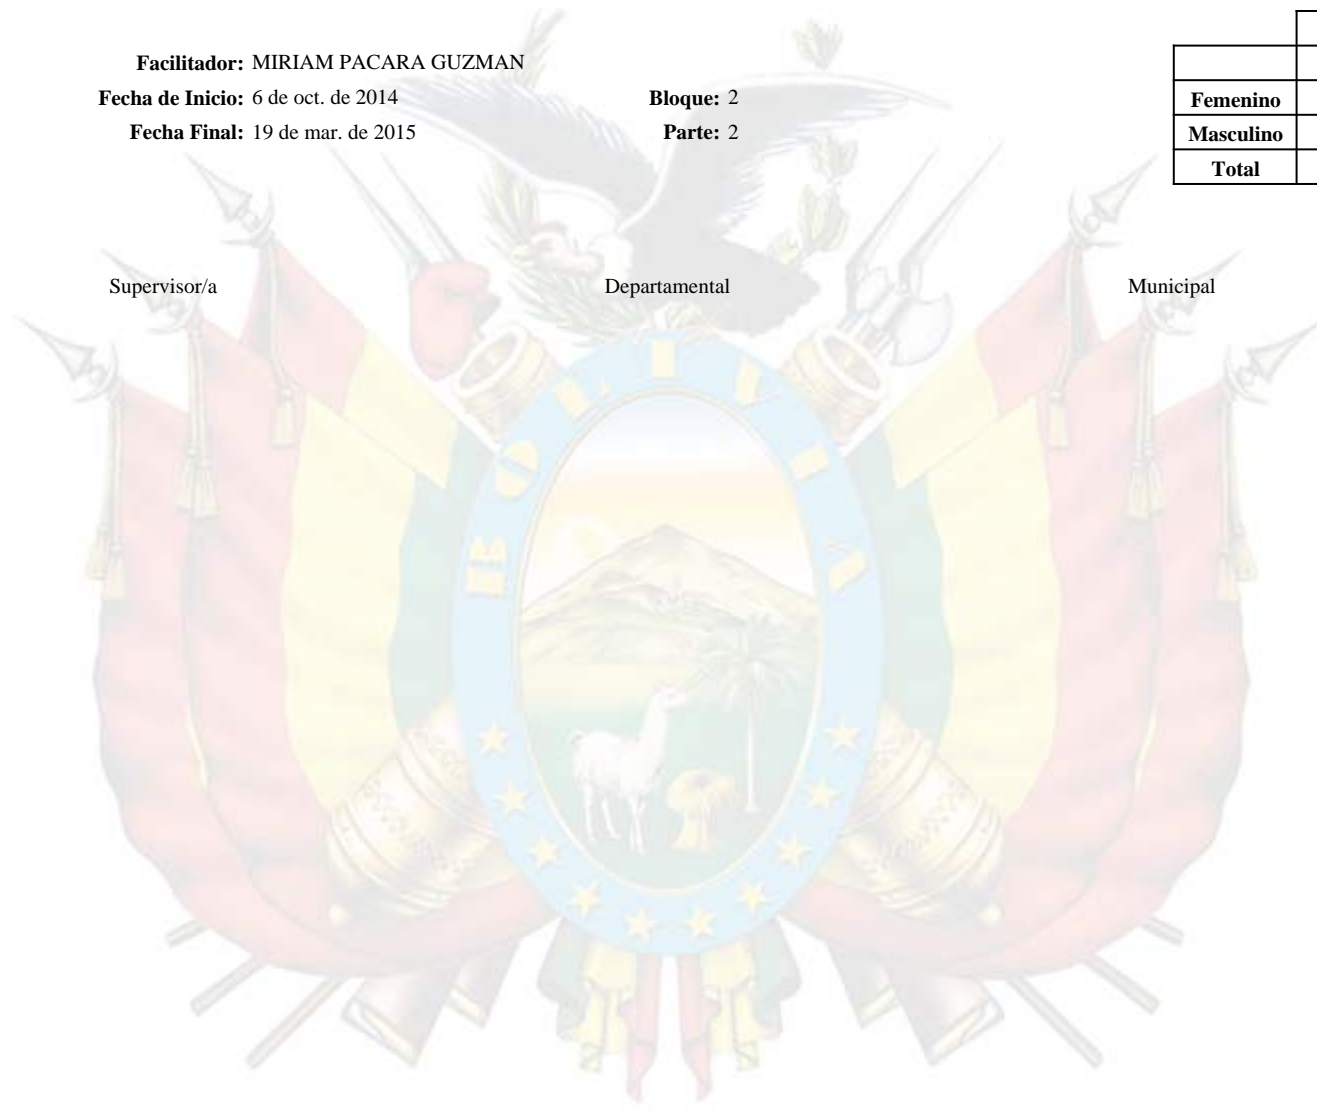 Facilitador: MIRIAM PACARA GUZMAN
Fecha de Inicio: 6 de oct. de 2014 Bloque: 2
Fecha Final: 19 de mar. de 2015 Parte: 2
Femenino
Masculino
Total
Supervisor/a Departamental Municipal
BOLIVIA